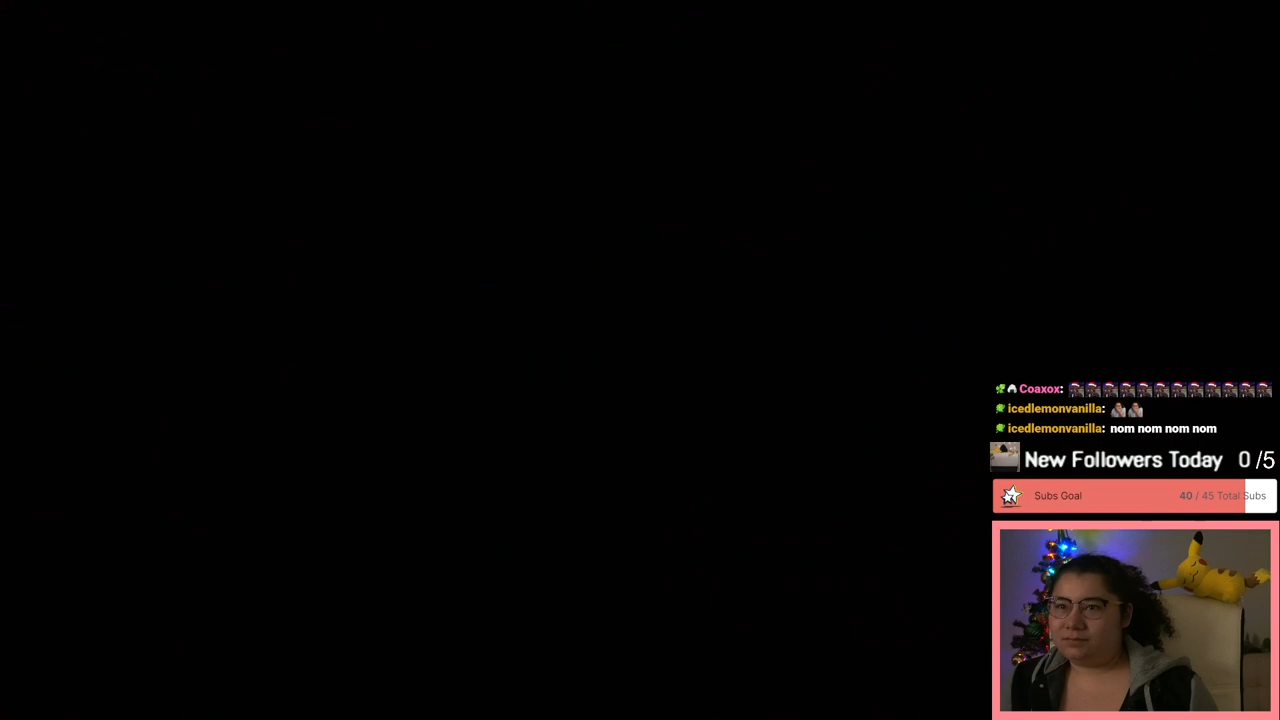 Coaxox:
icedlemonvanilla:
icedlemonvanilla: nom nom nom nom
New Followers Today 0 /5
Subs Goal 40 / 45 Total Subs